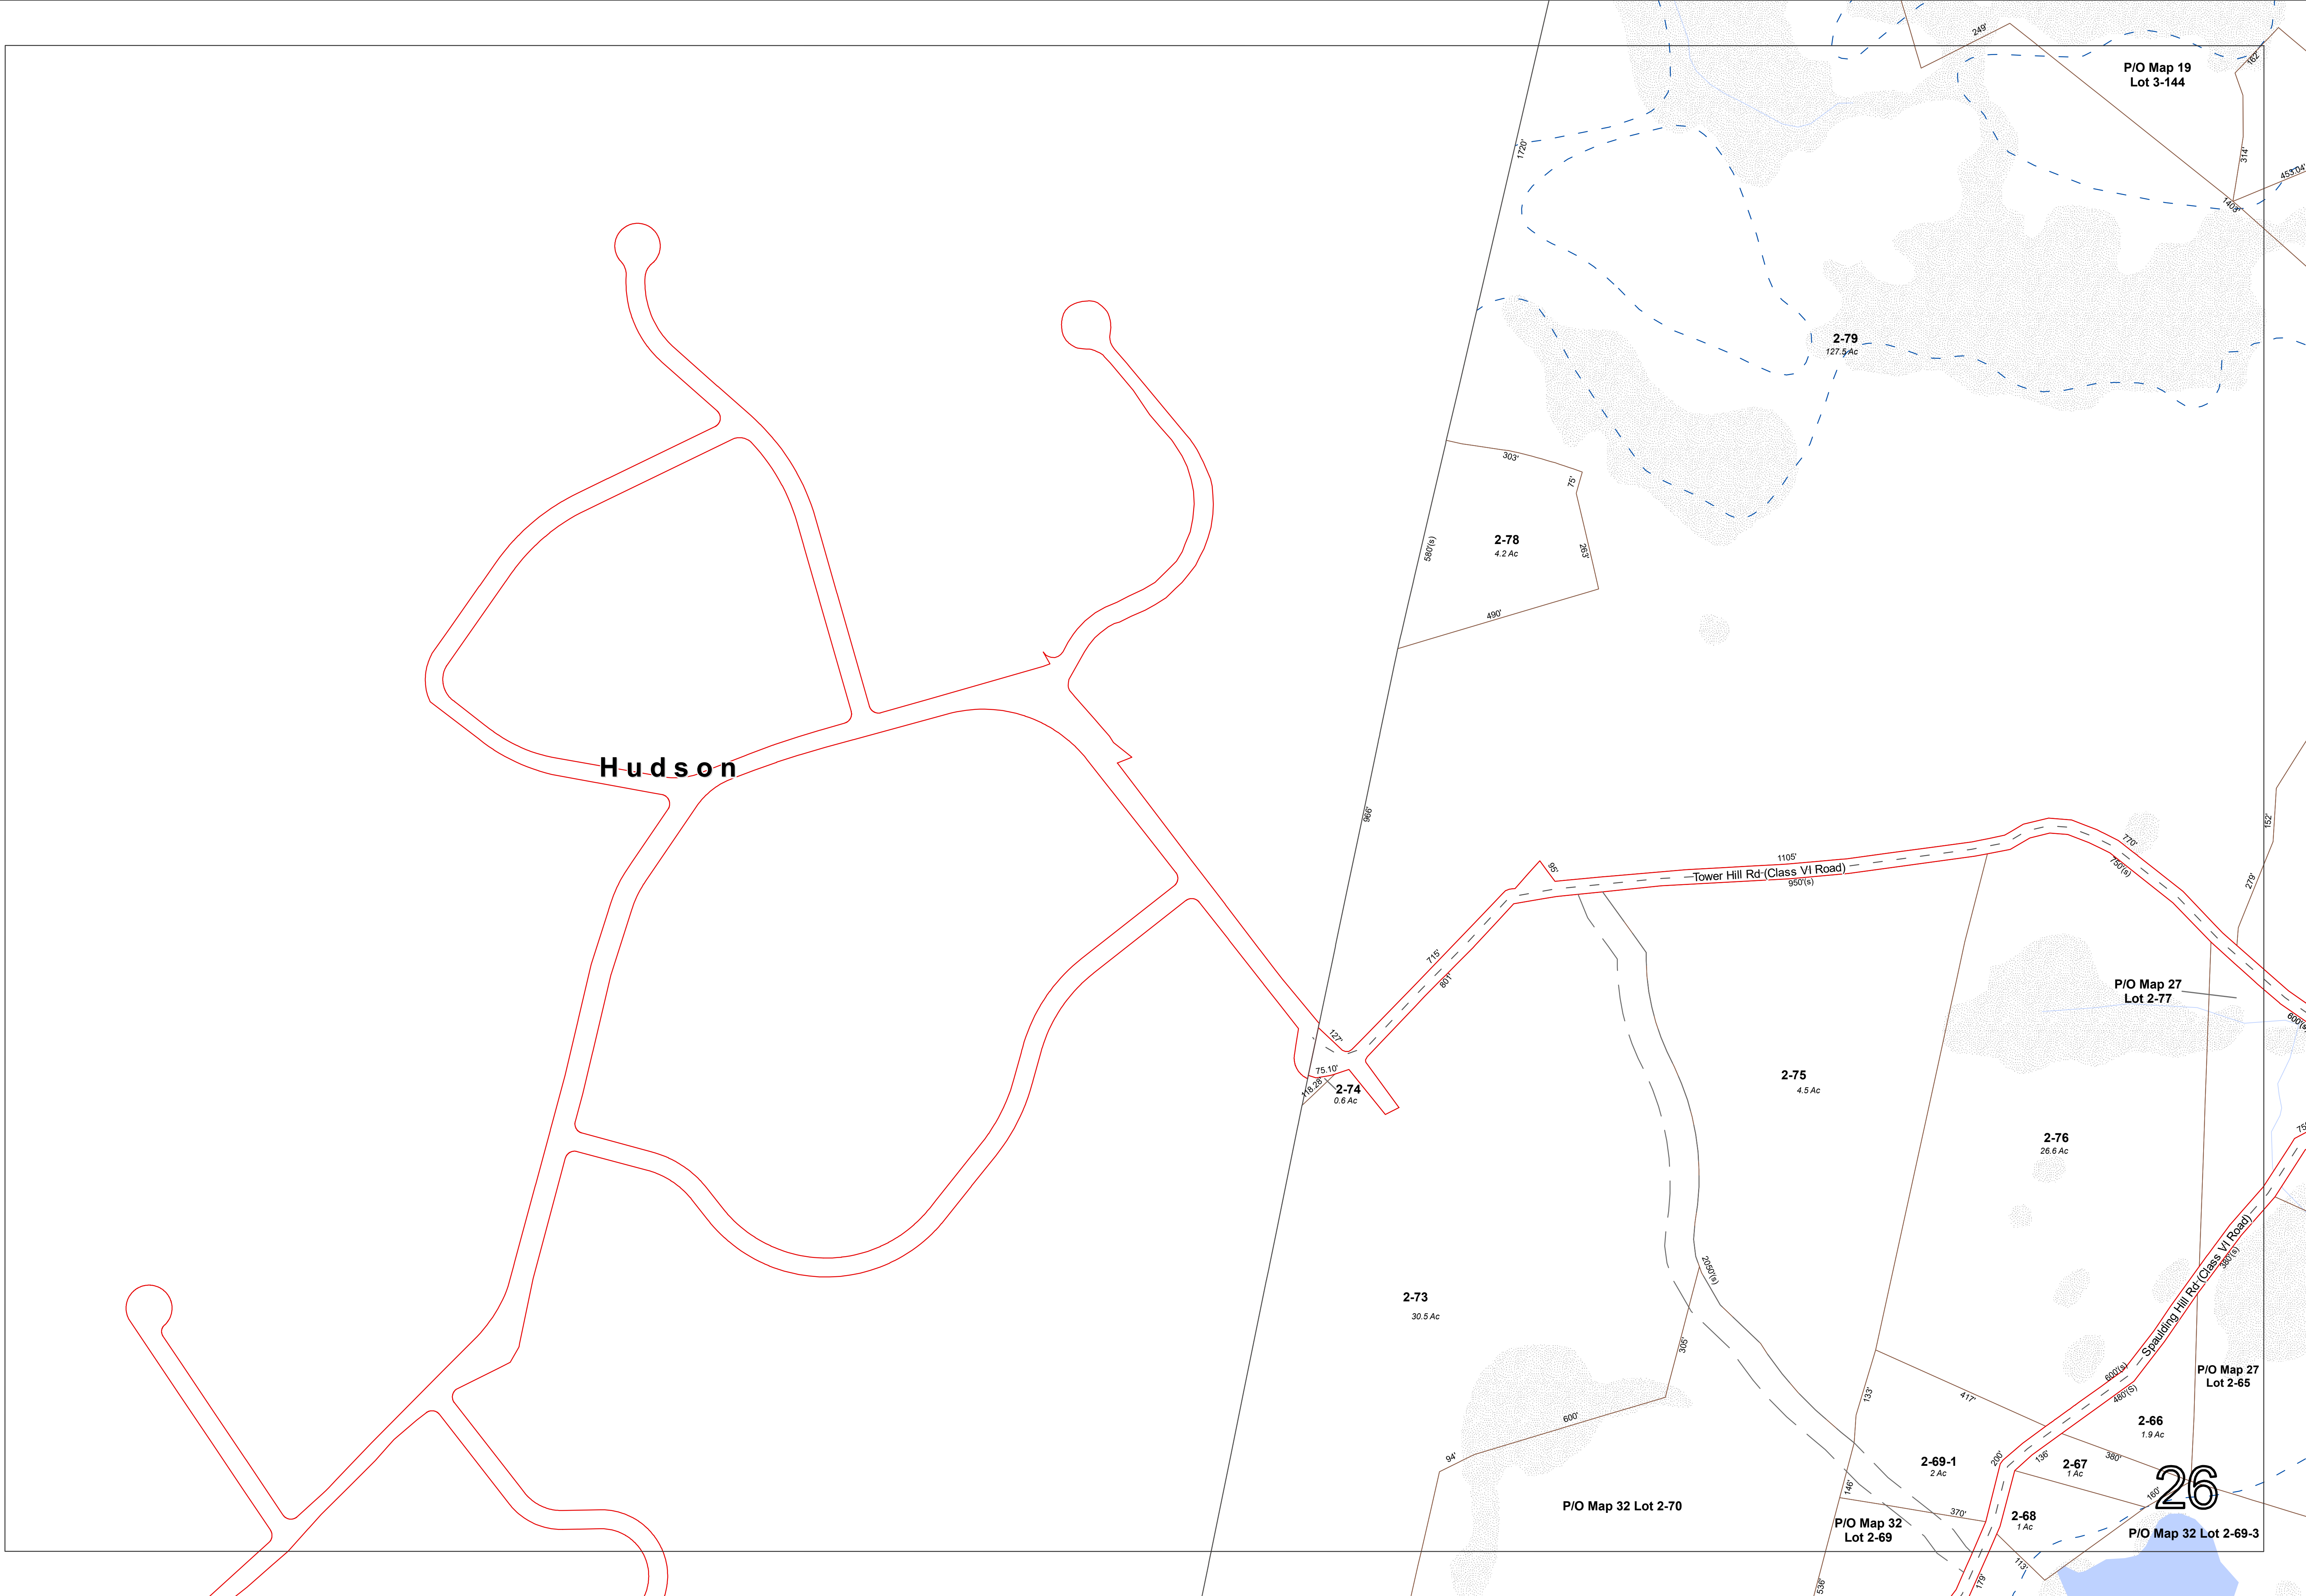 249'
162'
P/O Map 19
Lot 3-144
1720'
314'
453.04'
1403'
2-79
127.5 Ac
303'
75'
580'(s)
2-78
4.2 Ac
263'
490'
Hudson
966'
152'
770'
750'(s)
95'
1105'
Tower Hill Rd (Class VI Road)
950'(s)
279'
715'
801'
P/O Map 27
Lot 2-77
600'(s)
127'
75.10'
118.28'
2-74
0.6 Ac
2-75
4.5 Ac
2-76
26.6 Ac
Spaulding Hill Rd (Class VI Road)
380'(s)
2050'(s)
2-73
30.5 Ac
305'
600'(s)
480'(S)
P/O Map 27
Lot 2-65
133'
417'
600'
94'
2-66
1.9 Ac
200'
136'
380'
2-69-1
2 Ac
2-67
1 Ac
146'
160'
26
P/O Map 32 Lot 2-70
370'
2-68
1 Ac
P/O Map 32
Lot 2-69
P/O Map 32 Lot 2-69-3
113'
179'
536'